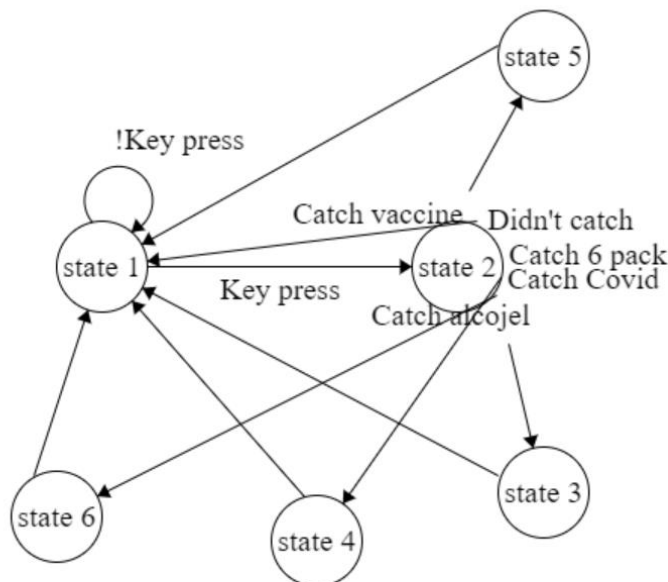 state 5
!Key press
Catch vaccine
Didn't catch
state 1
state 2
Catch 6 pack
Catch Covid
Key press
Catch alcojel
state 3
state 6
state 4